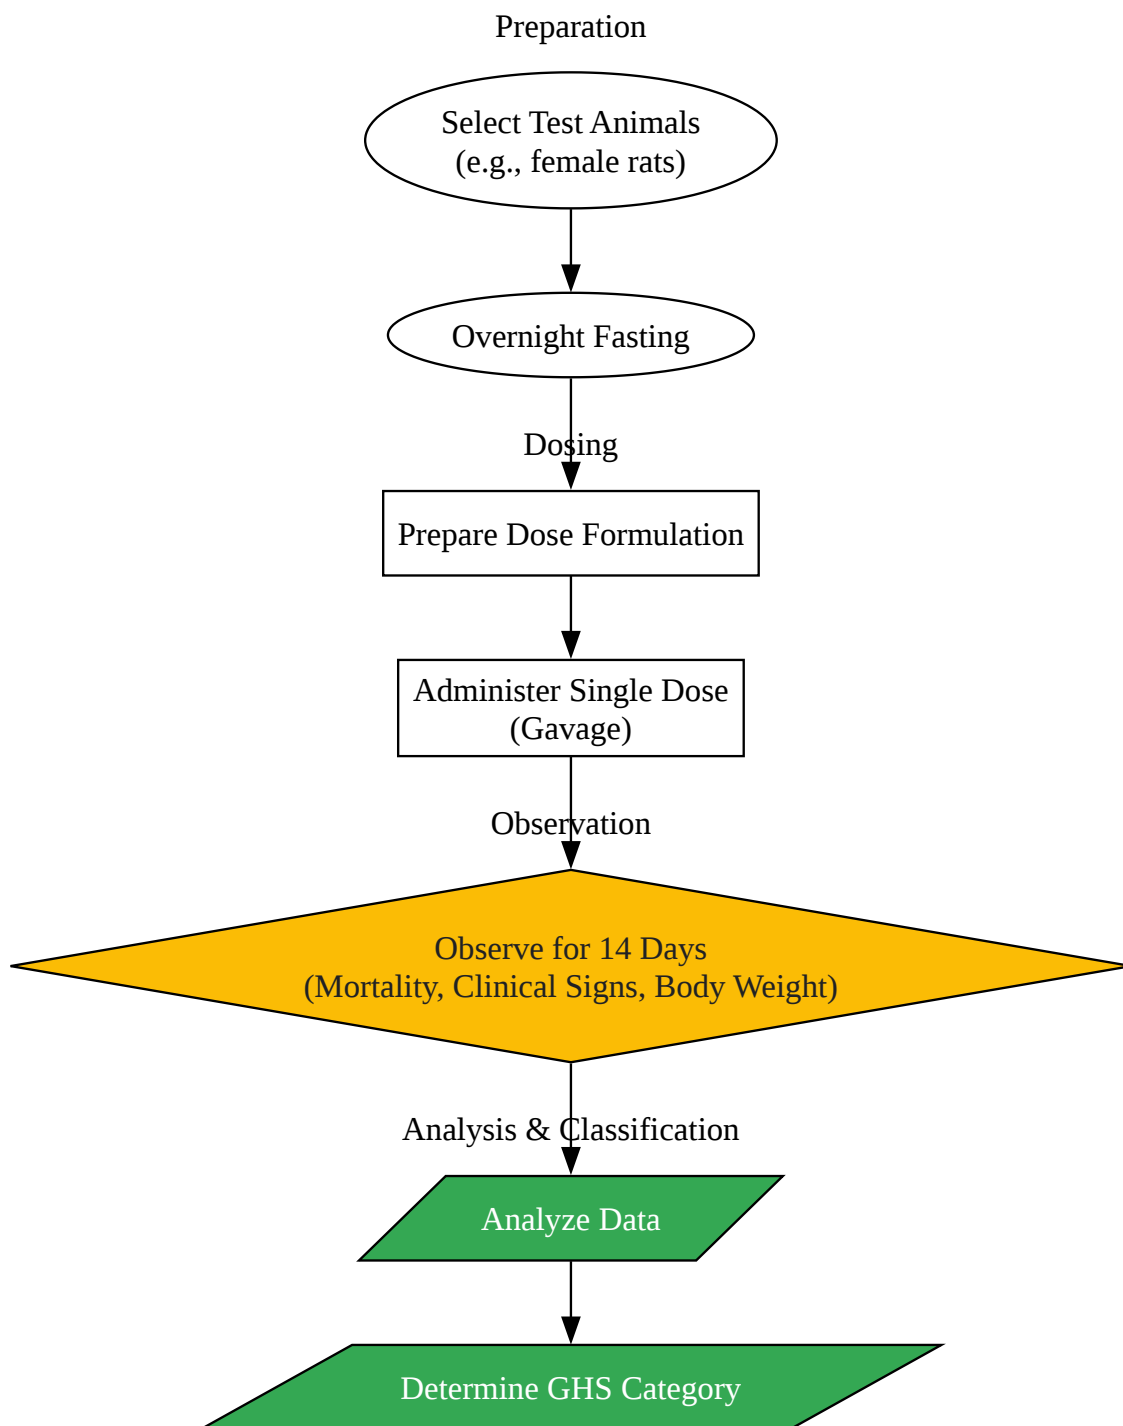 Preparation
Select Test Animals
(e.g., female rats)
Overnight Fasting
Dosing
Prepare Dose Formulation
Administer Single Dose
(Gavage)
Observation
Observe for 14 Days
(Mortality, Clinical Signs, Body Weight)
Analysis & Classification
Analyze Data
Determine GHS Category